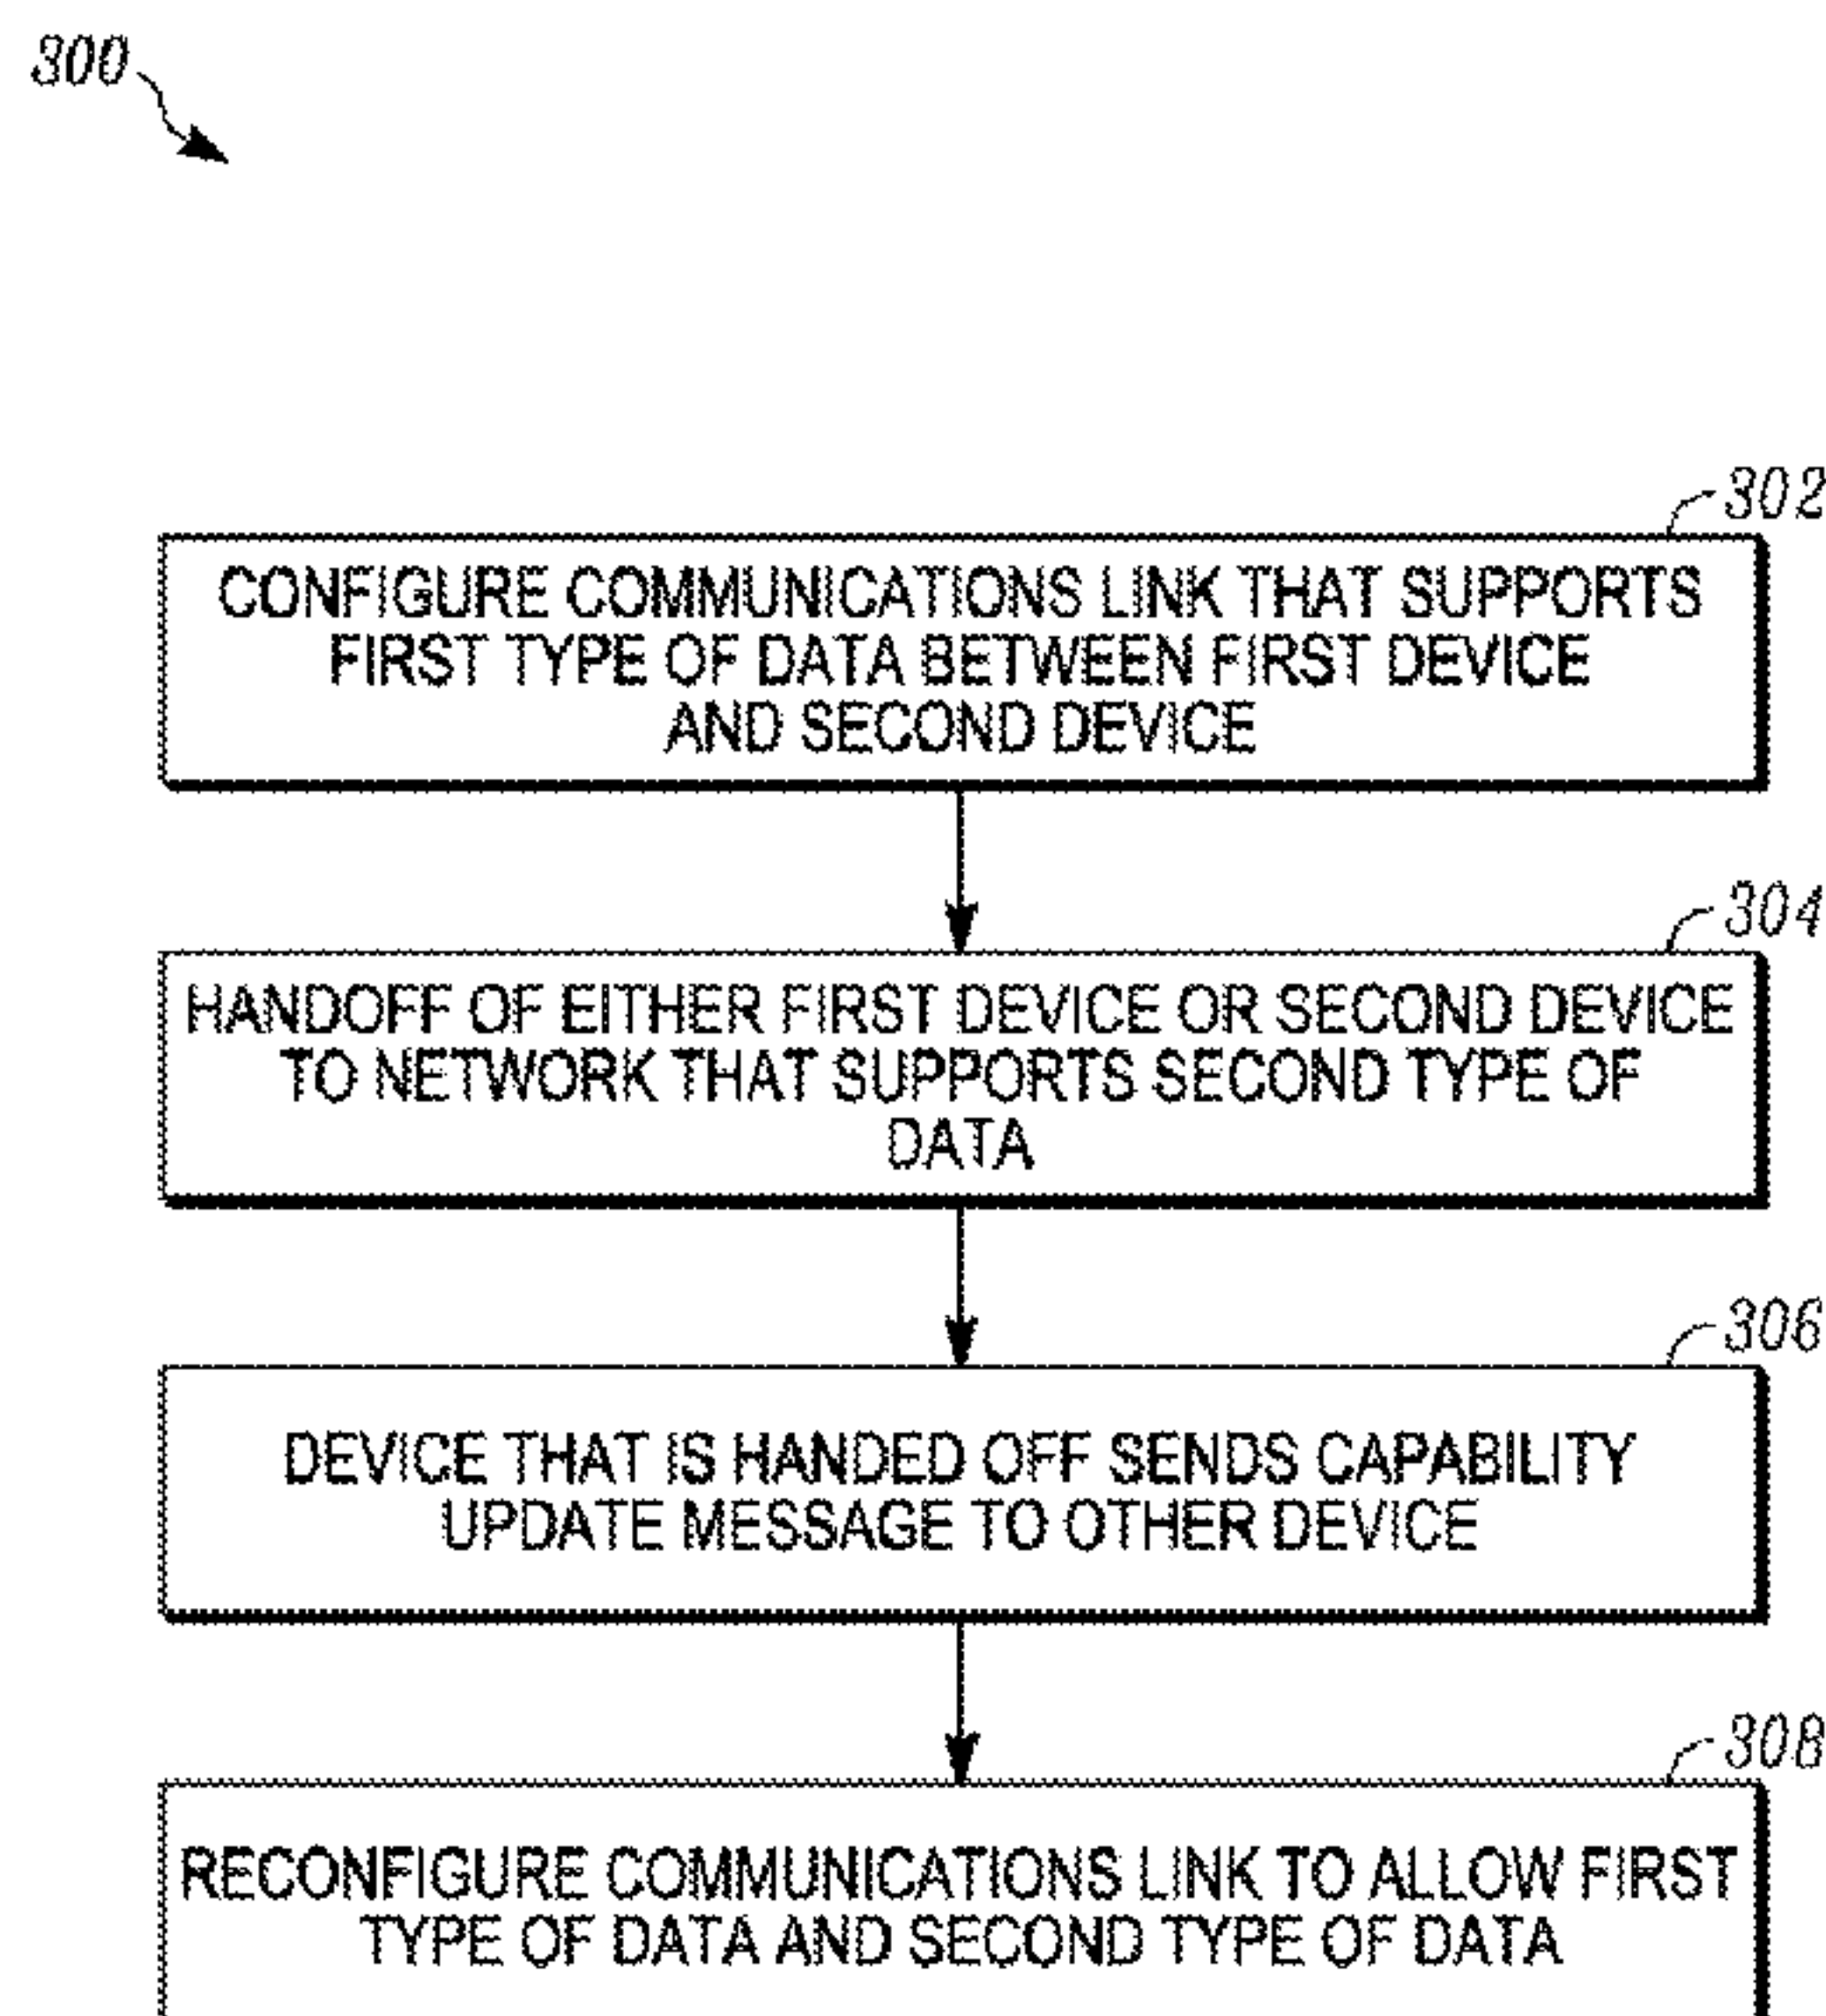 300
302
CONFIGURE COMMUNICATIONS LINK THAT SUPPORTS
FIRST TYPE OF DATA BETWEEN FIRST DEVICE
AND SECOND DEVICE
304
HANDOFF OF EITHER FIRST DEVICE OR SECOND DEVICE
TO NETWORK THAT SUPPORTS SECOND TYPE OF
DATA
306
DEVICE THAT IS HANDED OFF SENDS CAPABILITY
UPDATE MESSAGE TO OTHER DEVICE
308
RECONFIGURE COMMUNICATIONS LINK TO ALLOW FIRST
TYPE OF DATA AND SECOND TYPE OF DATA